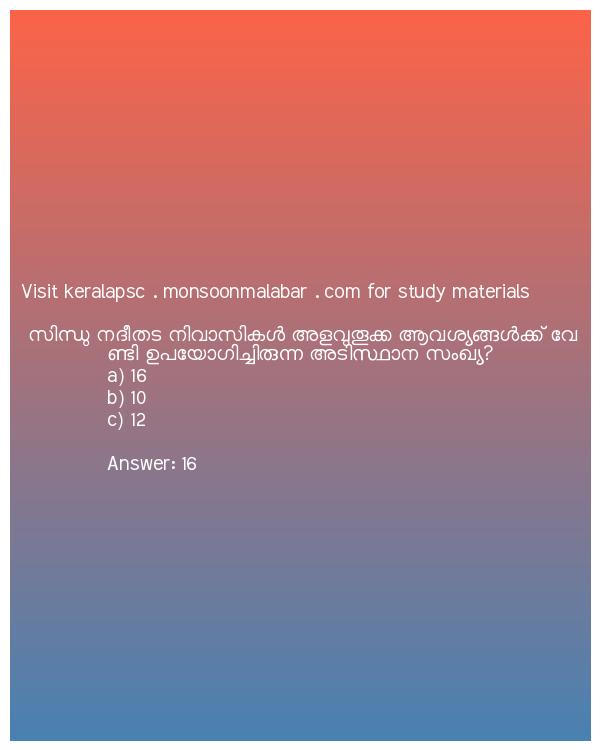 Visit keralapsc . monsoonmalabar . com for study materials
സിന്ധു നദീതട നിവാസികൾ അളവുതൂക്ക ആവശ്യങ്ങൾക്ക് വേ
ണ്ടി ഉപയോഗിച്ചിരുന്ന അടിസ്ഥാന സംഖ്യ?
a) 16
b) 10
c) 12
Answer: 16